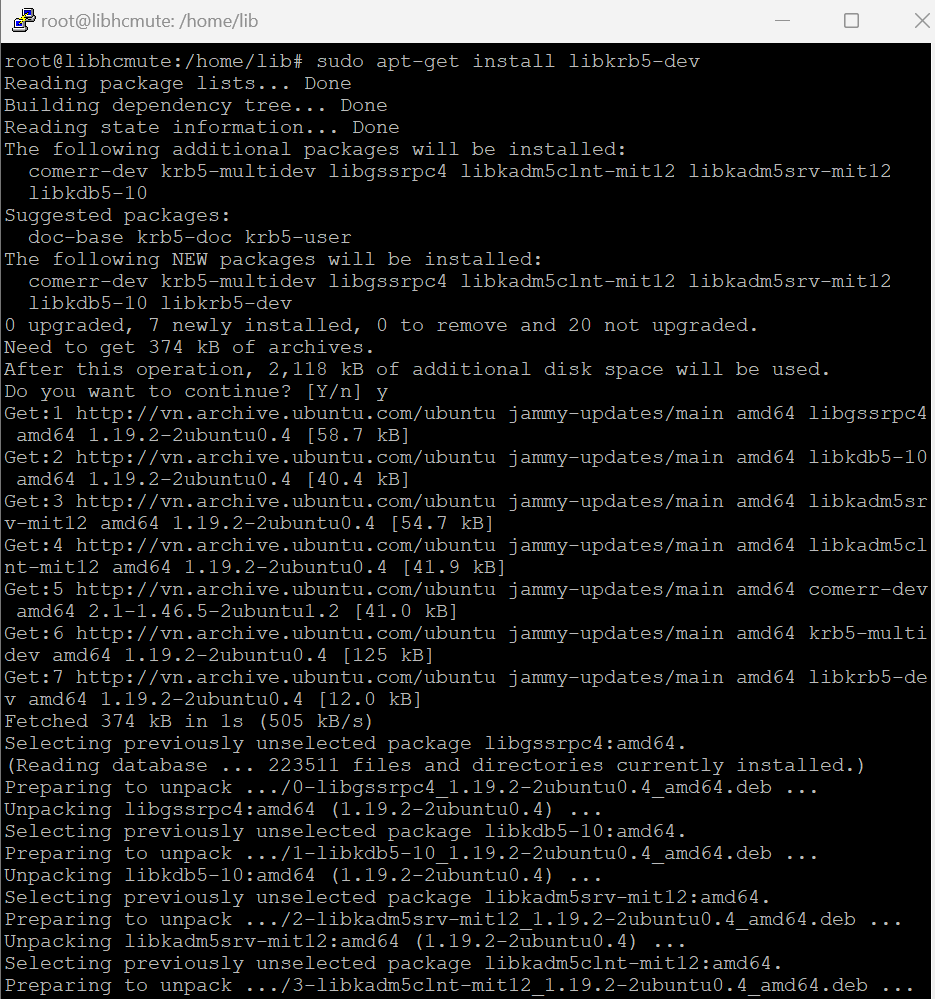 root@libhcmute: /home/lib
root@libhcmute:/home/lib# sudo apt-get install libkrb5-dev
Reading package lists... Done
Building dependency tree... Done
Reading state information... Done
The following additional packages will be installed:
  comerr-dev krb5-multidev libgssrpc4 libkadm5clnt-mit12 libkadm5srv-mit12
  libkdb5-10
Suggested packages:
  doc-base krb5-doc krb5-user
The following NEW packages will be installed:
  comerr-dev krb5-multidev libgssrpc4 libkadm5clnt-mit12 libkadm5srv-mit12
  libkdb5-10 libkrb5-dev
0 upgraded, 7 newly installed, 0 to remove and 20 not upgraded.
Need to get 374 kB of archives.
After this operation, 2,118 kB of additional disk space will be used.
Do you want to continue? [Y/n] y
Get:1 http://vn.archive.ubuntu.com/ubuntu jammy-updates/main amd64 libgssrpc4
 amd64 1.19.2-2ubuntu0.4 [58.7 kB]
Get:2 http://vn.archive.ubuntu.com/ubuntu jammy-updates/main amd64 libkdb5-10
 amd64 1.19.2-2ubuntu0.4 [40.4 kB]
Get:3 http://vn.archive.ubuntu.com/ubuntu jammy-updates/main amd64 libkadm5sr
v-mit12 amd64 1.19.2-2ubuntu0.4 [54.7 kB]
Get:4 http://vn.archive.ubuntu.com/ubuntu jammy-updates/main amd64 libkadm5cl
nt-mit12 amd64 1.19.2-2ubuntu0.4 [41.9 kB]
Get:5 http://vn.archive.ubuntu.com/ubuntu jammy-updates/main amd64 comerr-dev
 amd64 2.1-1.46.5-2ubuntu1.2 [41.0 kB]
Get:6 http://vn.archive.ubuntu.com/ubuntu jammy-updates/main amd64 krb5-multi
dev amd64 1.19.2-2ubuntu0.4 [125 kB]
Get:7 http://vn.archive.ubuntu.com/ubuntu jammy-updates/main amd64 libkrb5-de
v amd64 1.19.2-2ubuntu0.4 [12.0 kB]
Fetched 374 kB in 1s (505 kB/s)
Selecting previously unselected package libgssrpc4:amd64.
(Reading database ... 223511 files and directories currently installed.)
Preparing to unpack .../0-libgssrpc4_1.19.2-2ubuntu0.4_amd64.deb ...
Unpacking libgssrpc4:amd64 (1.19.2-2ubuntu0.4) ...
Selecting previously unselected package libkdb5-10:amd64.
Preparing to unpack .../1-libkdb5-10_1.19.2-2ubuntu0.4_amd64.deb ...
Unpacking libkdb5-10:amd64 (1.19.2-2ubuntu0.4) ...
Selecting previously unselected package libkadm5srv-mit12:amd64.
Preparing to unpack .../2-libkadm5srv-mit12_1.19.2-2ubuntu0.4_amd64.deb ...
Unpacking libkadm5srv-mit12:amd64 (1.19.2-2ubuntu0.4) ...
Selecting previously unselected package libkadm5clnt-mit12:amd64.
Preparing to unpack .../3-libkadm5clnt-mit12_1.19.2-2ubuntu0.4_amd64.deb ...